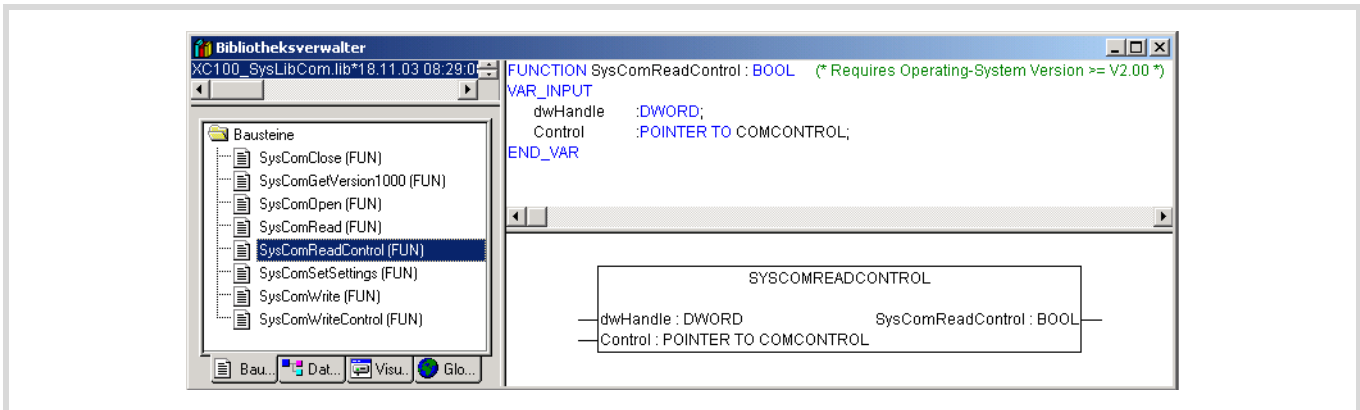 Bibliotheksverwalter
XC100_SysLibCom.lib*18.11.03 08:29:0
Bausteine
SysComClose (FUN)
SysComGetVersion1000 (FUN)
SysComOpen (FUN)
SysComRead (FUN)
SysComReadControl (FUN)
SysComSetSettings (FUN)
SysComWrite (FUN)
SysComWriteControl (FUN)
Bau... Dat... Visu.. Glo...
FUNCTION SysComReadControl : BOOL (* Requires Operating-System Version >= V2.00 *)
VAR_INPUT
dwHandle :DWORD;
Control :POINTER TO COMCONTROL;
END_VAR
SYSCOMREADCONTROL
dwHandle : DWORD SysComReadControl : BOOL
Control : POINTER TO COMCONTROL